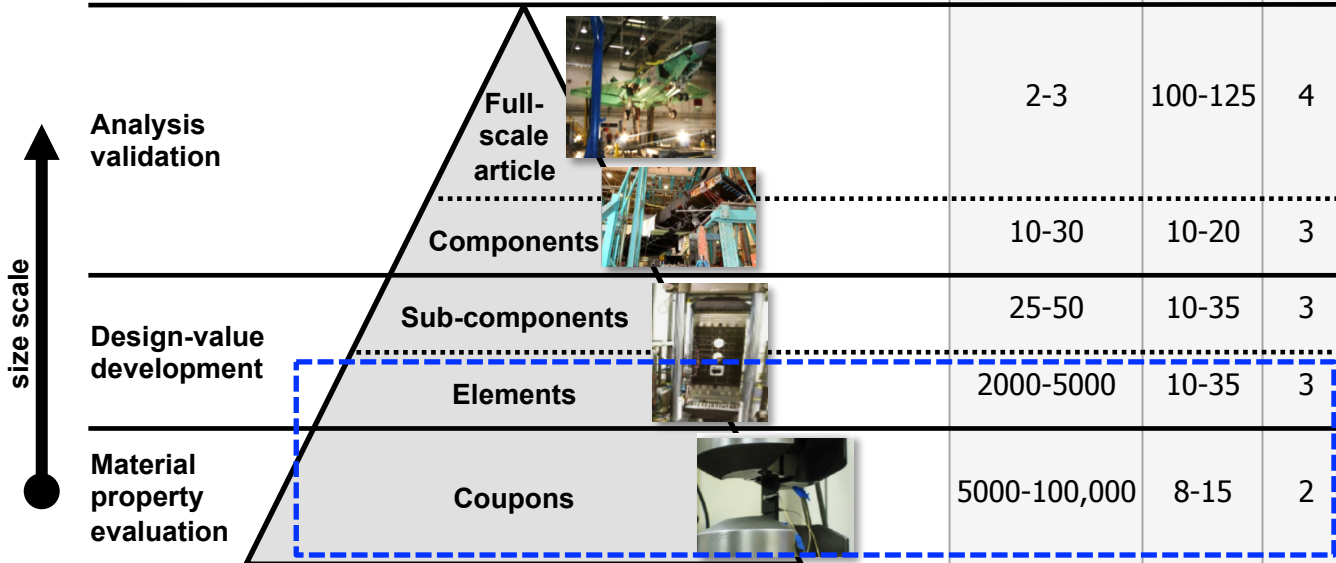 size scale
Analysis
validation
Full-
scale
article
2-3
100-125
4
Components
10-30
10-20
3
Design-value
development
Sub-components
25-50
10-35
3
Elements
2000-5000
10-35
3
Material
property
evaluation
Coupons
5000-100,000
8-15
2